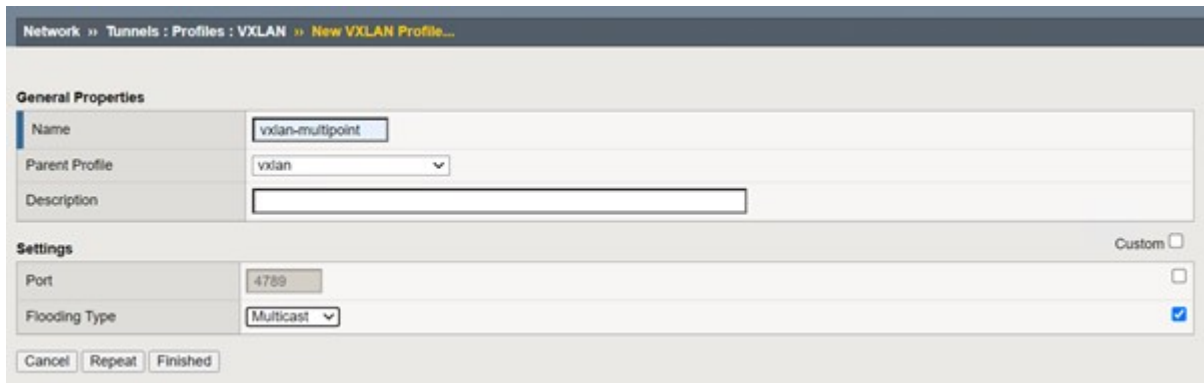 Network » Tunnels : Profiles : VXLAN » New VXLAN Profile...
General Properties
Name vxlan-multipoint
Parent Profile vxlan
Description
Settings Custom
Port 4789
Flooding Type Multicast
Cancel Repeat Finished